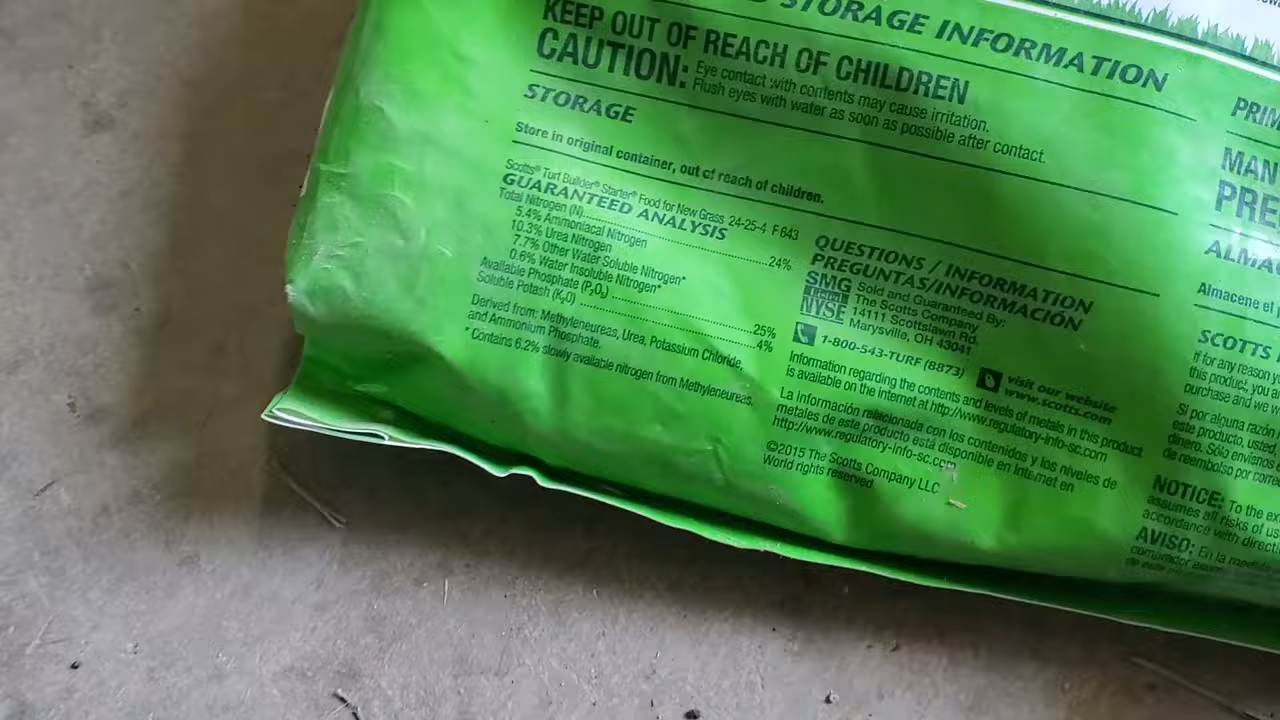 STORAGE INFORMATION
KEEP OUT OF REACH OF CHILDREN
CAUTION: Eye contact with contents may cause irritation.
Flush eyes with water as soon as possible after contact.
STORAGE
Store in original container, out of reach of children.
Scotts® Turf Builder® Starter® Food for New Grass 24-25-4 F643
GUARANTEED ANALYSIS
Total Nitrogen (N)..........24%
5.4% Ammoniacal Nitrogen
10.3% Urea Nitrogen
7.7% Other Water Soluble Nitrogen*
0.6% Water Insoluble Nitrogen*
Available Phosphate (P₂O₅)..........25%
Soluble Potash (K₂O)..........4%
Derived from: Methyleneureas, Urea, Potassium Chloride,
and Ammonium Phosphate.
* Contains 6.2% slowly available nitrogen from Methyleneureas.
QUESTIONS / INFORMATION
PREGUNTAS/INFORMACIÓN
SMG
Listed
NYSE
Sold and Guaranteed By:
The Scotts Company
14111 Scottslawn Rd.
Marysville, OH 43041
1-800-543-TURF (8873)
visit our website
www.scotts.com
Information regarding the contents and levels of metals in this product
is available on the internet at http://www.regulatory-info-sc.com
La información relacionada con los contenidos y los niveles de
metales de este producto está disponible en Internet en
http://www.regulatory-info-sc.com
©2015 The Scotts Company LLC
World rights reserved
PRIM
MAN
PRE
ALMA
Almacene el
SCOTTS
If for any reason y
this product, you a
purchase and we w
Si por alguna razón
este producto, usted
dinero. Sólo envíenos
de reembolso por corre
NOTICE: To the ex
assumes all risks of us
accordance with directi
AVISO: En la medid
comprador asum